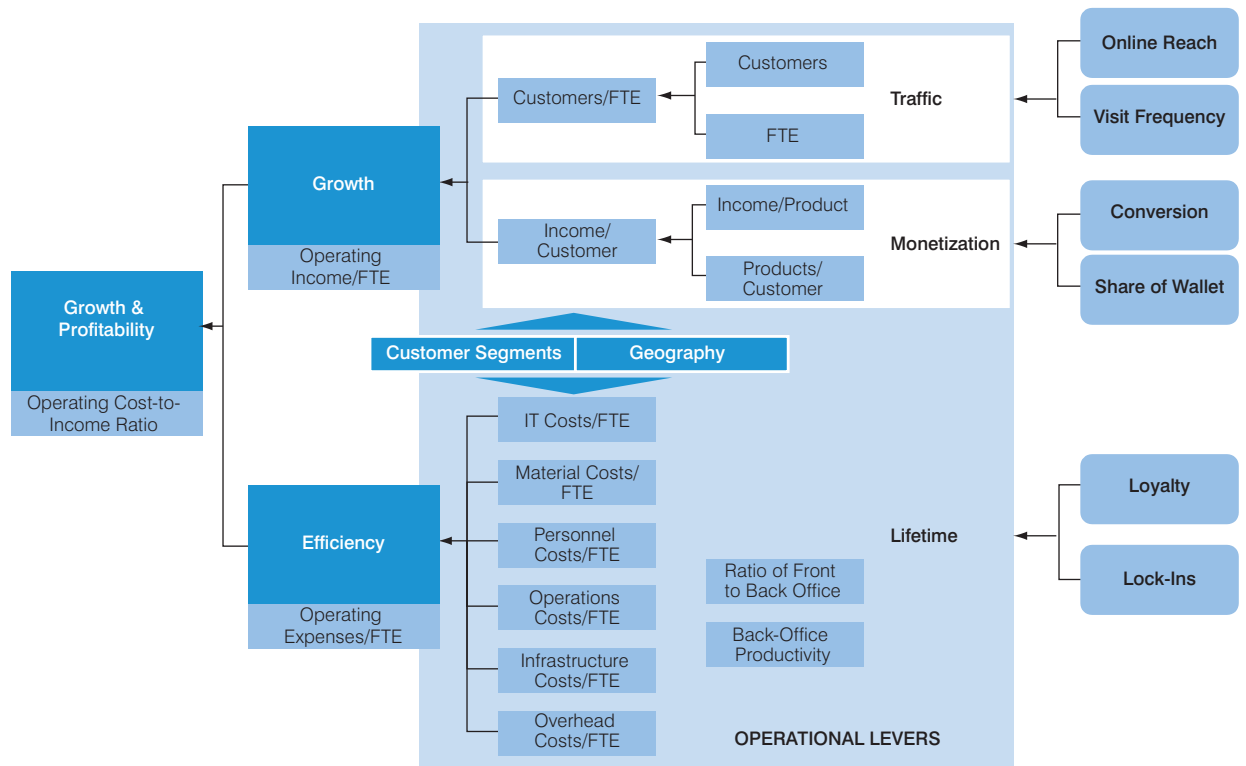 Growth &
Profitability
Operating Cost-to-
Income Ratio
Growth
Operating
Income/FTE
Efficiency
Operating
Expenses/FTE
Customers/FTE
Customers
FTE
Traffic
Online Reach
Visit Frequency
Income/
Customer
Income/Product
Products/
Customer
Monetization
Conversion
Share of Wallet
Customer Segments
Geography
IT Costs/FTE
Material Costs/
FTE
Personnel
Costs/FTE
Operations
Costs/FTE
Infrastructure
Costs/FTE
Overhead
Costs/FTE
Ratio of Front
to Back Office
Back-Office
Productivity
Lifetime
Loyalty
Lock-Ins
OPERATIONAL LEVERS